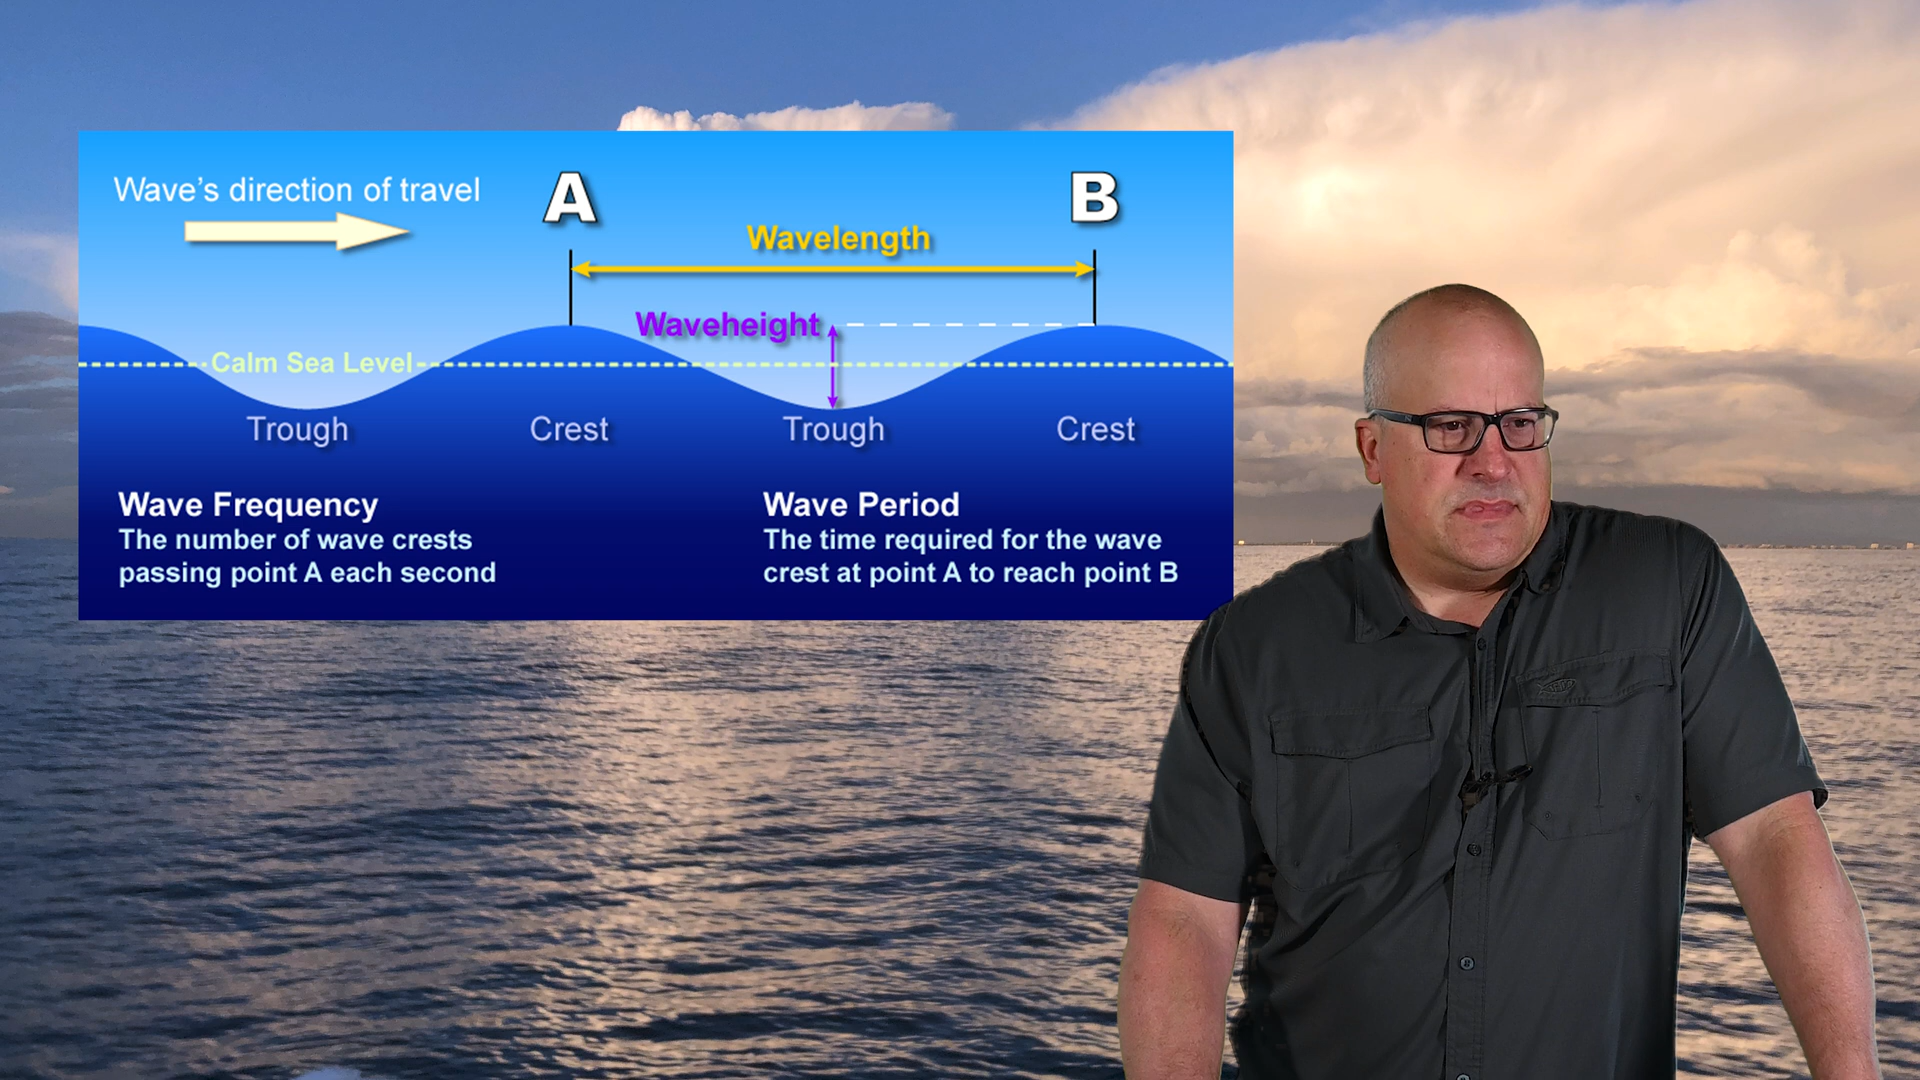 Wave's direction of travel
A
B
Wavelength
Waveheight
Calm Sea Level
Trough
Crest
Trough
Crest
Wave Frequency
The number of wave crests
passing point A each second
Wave Period
The time required for the wave
crest at point A to reach point B